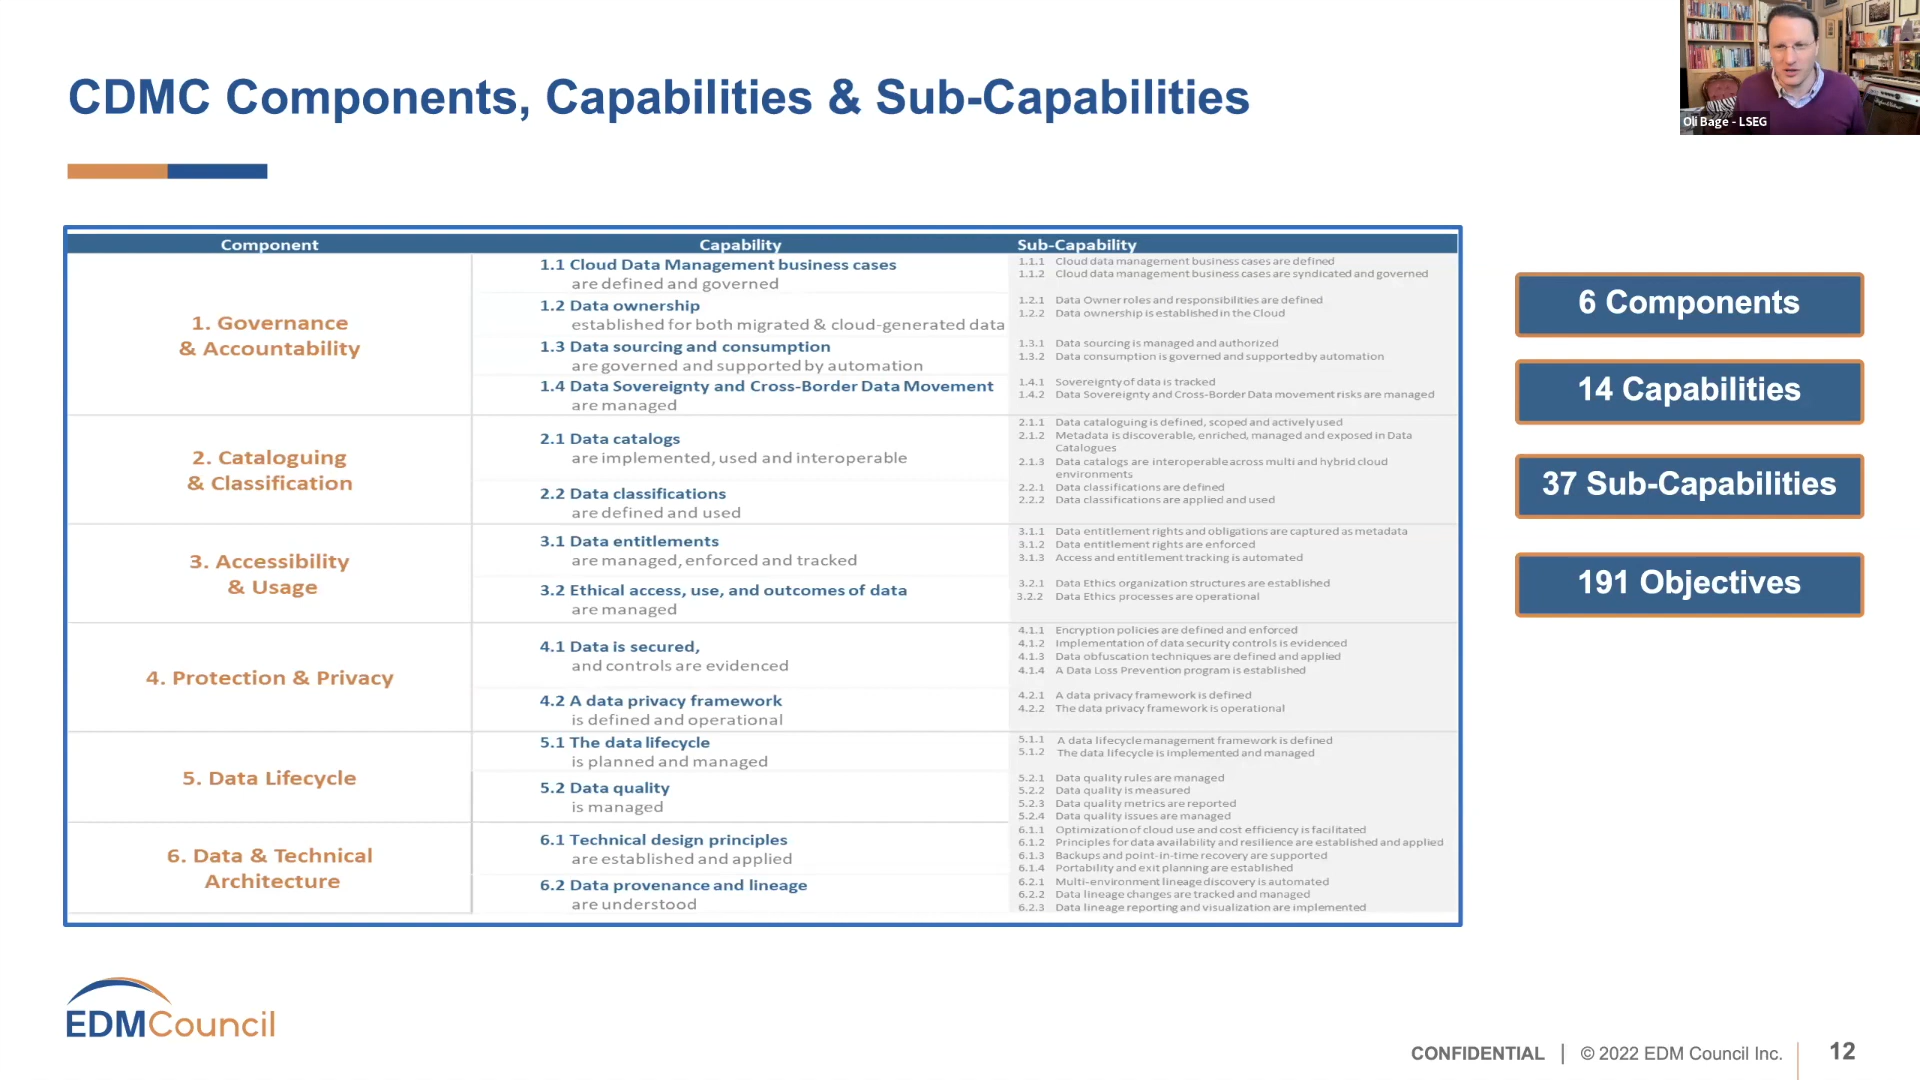 CDMC Components, Capabilities & Sub-Capabilities
Oli Bage - LSEG
Component Capability Sub-Capability
1. Governance
& Accountability
1.1 Cloud Data Management business cases
are defined and governed
1.2 Data ownership
established for both migrated & cloud-generated data
1.3 Data sourcing and consumption
are governed and supported by automation
1.4 Data Sovereignty and Cross-Border Data Movement
are managed
1.1.1 Cloud data management business cases are defined
1.1.2 Cloud data management business cases are syndicated and governed
1.2.1 Data Owner roles and responsibilities are defined
1.2.2 Data ownership is established in the Cloud
1.3.1 Data sourcing is managed and authorized
1.3.2 Data consumption is governed and supported by automation
1.4.1 Sovereignty of data is tracked
1.4.2 Data Sovereignty and Cross-Border Data movement risks are managed
2. Cataloguing
& Classification
2.1 Data catalogs
are implemented, used and interoperable
2.2 Data classifications
are defined and used
2.1.1 Data cataloguing is defined, scoped and actively used
2.1.2 Metadata is discoverable, enriched, managed and exposed in Data
Catalogues
2.1.3 Data catalogs are interoperable across multi and hybrid cloud
environments
2.2.1 Data classifications are defined
2.2.2 Data classifications are applied and used
3. Accessibility
& Usage
3.1 Data entitlements
are managed, enforced and tracked
3.2 Ethical access, use, and outcomes of data
are managed
3.1.1 Data entitlement rights and obligations are captured as metadata
3.1.2 Data entitlement rights are enforced
3.1.3 Access and entitlement tracking is automated
3.2.1 Data Ethics organization structures are established
3.2.2 Data Ethics processes are operational
4. Protection & Privacy
4.1 Data is secured,
and controls are evidenced
4.2 A data privacy framework
is defined and operational
4.1.1 Encryption policies are defined and enforced
4.1.2 Implementation of data security controls is evidenced
4.1.3 Data obfuscation techniques are defined and applied
4.1.4 A Data Loss Prevention program is established
4.2.1 A data privacy framework is defined
4.2.2 The data privacy framework is operational
5. Data Lifecycle
5.1 The data lifecycle
is planned and managed
5.2 Data quality
is managed
5.1.1 A data lifecycle management framework is defined
5.1.2 The data lifecycle is implemented and managed
5.2.1 Data quality rules are managed
5.2.2 Data quality is measured
5.2.3 Data quality metrics are reported
5.2.4 Data quality issues are managed
6. Data & Technical
Architecture
6.1 Technical design principles
are established and applied
6.2 Data provenance and lineage
are understood
6.1.1 Optimization of cloud use and cost efficiency is facilitated
6.1.2 Principles for data availability and resilience are established and applied
6.1.3 Backups and point-in-time recovery are supported
6.1.4 Portability and exit planning are established
6.2.1 Multi-environment lineage discovery is automated
6.2.2 Data lineage changes are tracked and managed
6.2.3 Data lineage reporting and visualization are implemented
6 Components
14 Capabilities
37 Sub-Capabilities
191 Objectives
EDMCouncil
CONFIDENTIAL | © 2022 EDM Council Inc. 12